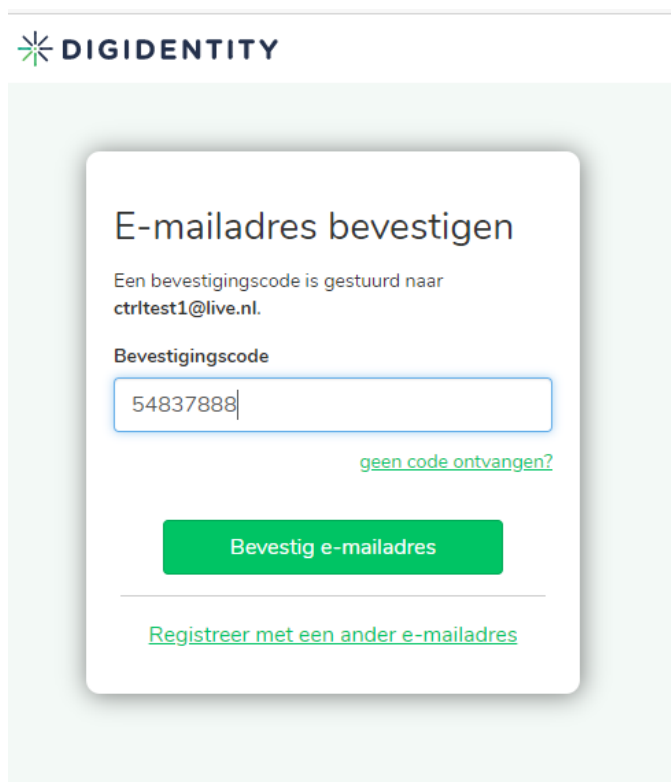 DIGIDENTITY
E-mailadres bevestigen
Een bevestigingscode is gestuurd naar
ctrltest1@live.nl.
Bevestigingscode
54837888
geen code ontvangen?
Bevestig e-mailadres
Registreer met een ander e-mailadres